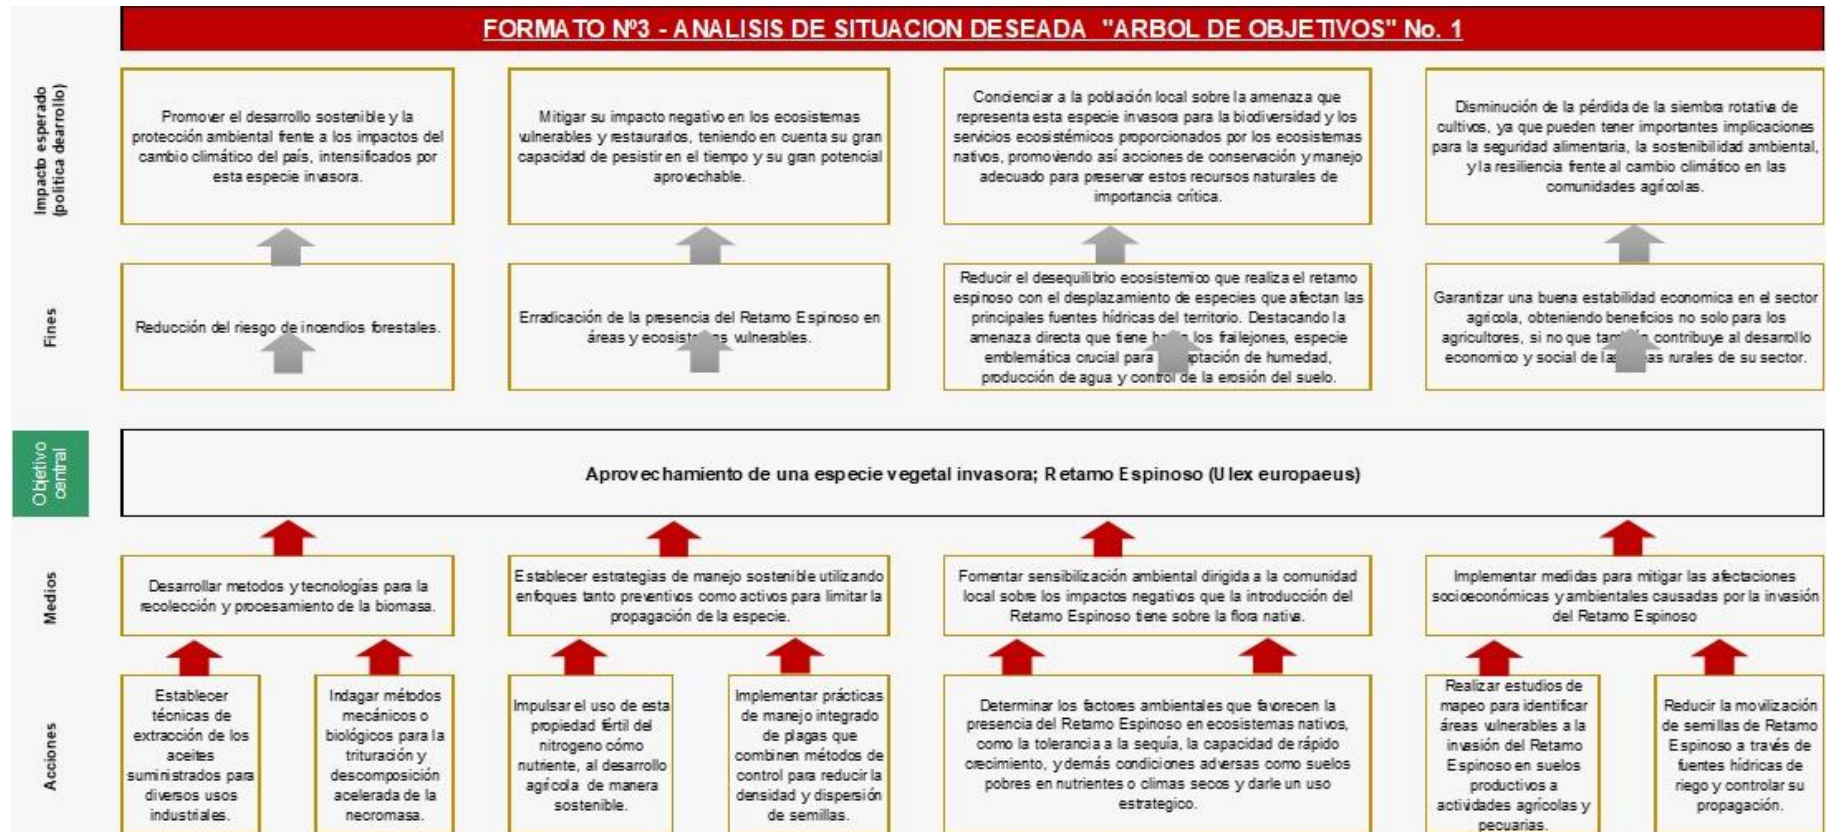 FORMATO Nº3 - ANALISIS DE SITUACION DESEADA "ARBOL DE OBJETIVOS" No. 1
Impacto esperado
(política dearrollo)
Promover el desarrollo sostenible y la
protección ambiental frente a los impactos del
cambio climático del país, intensificados por
esta especie invasora.
Mitigar su impacto negativo en los ecosistemas
vulnerables y restaurarlos, teniendo en cuenta su gran
capacidad de pesistir en el tiempo y su gran potencial
aprovechable.
Concienciar a la población local sobre la amenaza que
representa esta especie invasora para la biodiversidad y los
servicios ecosistémicos proporcionados por los ecosistemas
nativos, promoviendo así acciones de conservación y manejo
adecuado para preservar estos recursos naturales de
importancia crítica.
Disminución de la pérdida de la siembra rotativa de
cultivos, ya que pueden tener importantes implicaciones
para la seguridad alimentaria, la sostenibilidad ambiental,
y la resiliencia frente al cambio climático en las
comunidades agrícolas.
Fines
Reducción del riesgo de incendios forestales.
Erradicación de la presencia del Retamo Espinoso en
áreas y vulnerables.
Reducir el desequilibrio ecosistemico que realiza el retamo
espinoso con el desplazamiento de especies que afectan las
principales fuentes hídricas del territorio. Destacando la
amenaza directa que tiene los frailejones, especie
emblemática crucial para de humedad,
producción de agua y control de la erosión del suelo.
Garantizar una buena estabilidad economica en el sector
agrícola, obteniendo beneficios no solo para los
agricultores, si no que contribuye al desarrollo
economico y social de rurales de su sector.
Objetivo
central
Aprovechamiento de una especie vegetal invasora; Retamo Espinoso (Ulex europaeus)
Medios
Desarrollar metodos y tecnologías para la
recolección y procesamiento de la biomasa.
Establecer estrategias de manejo sostenible utilizando
enfoques tanto preventivos como activos para limitar la
propagación de la especie.
Fomentar sensibilización ambiental dirigida a la comunidad
local sobre los impactos negativos que la introducción del
Retamo Espinoso tiene sobre la flora nativa.
Implementar medidas para mitigar las afectaciones
socioeconómicas y ambientales causadas por la invasión
del Retamo Espinoso
Acciones
Establecer
técnicas de
extracción de los
aceites
suministrados para
diversos usos
industriales.
Indagar métodos
mecánicos o
biológicos para la
trituración y
descomposición
acelerada de la
necromasa.
Impulsar el uso de esta
propiedad fértil del
nitrogeno cómo
nutriente, al desarrollo
agrícola de manera
sostenible.
Implementar prácticas
de manejo integrado
de plagas que
combinen métodos de
control para reducir la
densidad y dispersión
de semillas.
Determinar los factores ambientales que favorecen la
presencia del Retamo Espinoso en ecosistemas nativos,
como la tolerancia a la sequía, la capacidad de rápido
crecimiento, y demás condiciones adversas como suelos
pobres en nutrientes o climas secos y darle un uso
estrategico.
Realizar estudios de
mapeo para identificar
áreas vulnerables a la
invasión del Retamo
Espinoso en suelos
productivos a
actividades agrícolas y
pecuarias.
Reducir la movilización
de semillas de Retamo
Espinoso a través de
fuentes hídricas de
riego y controlar su
propagación.